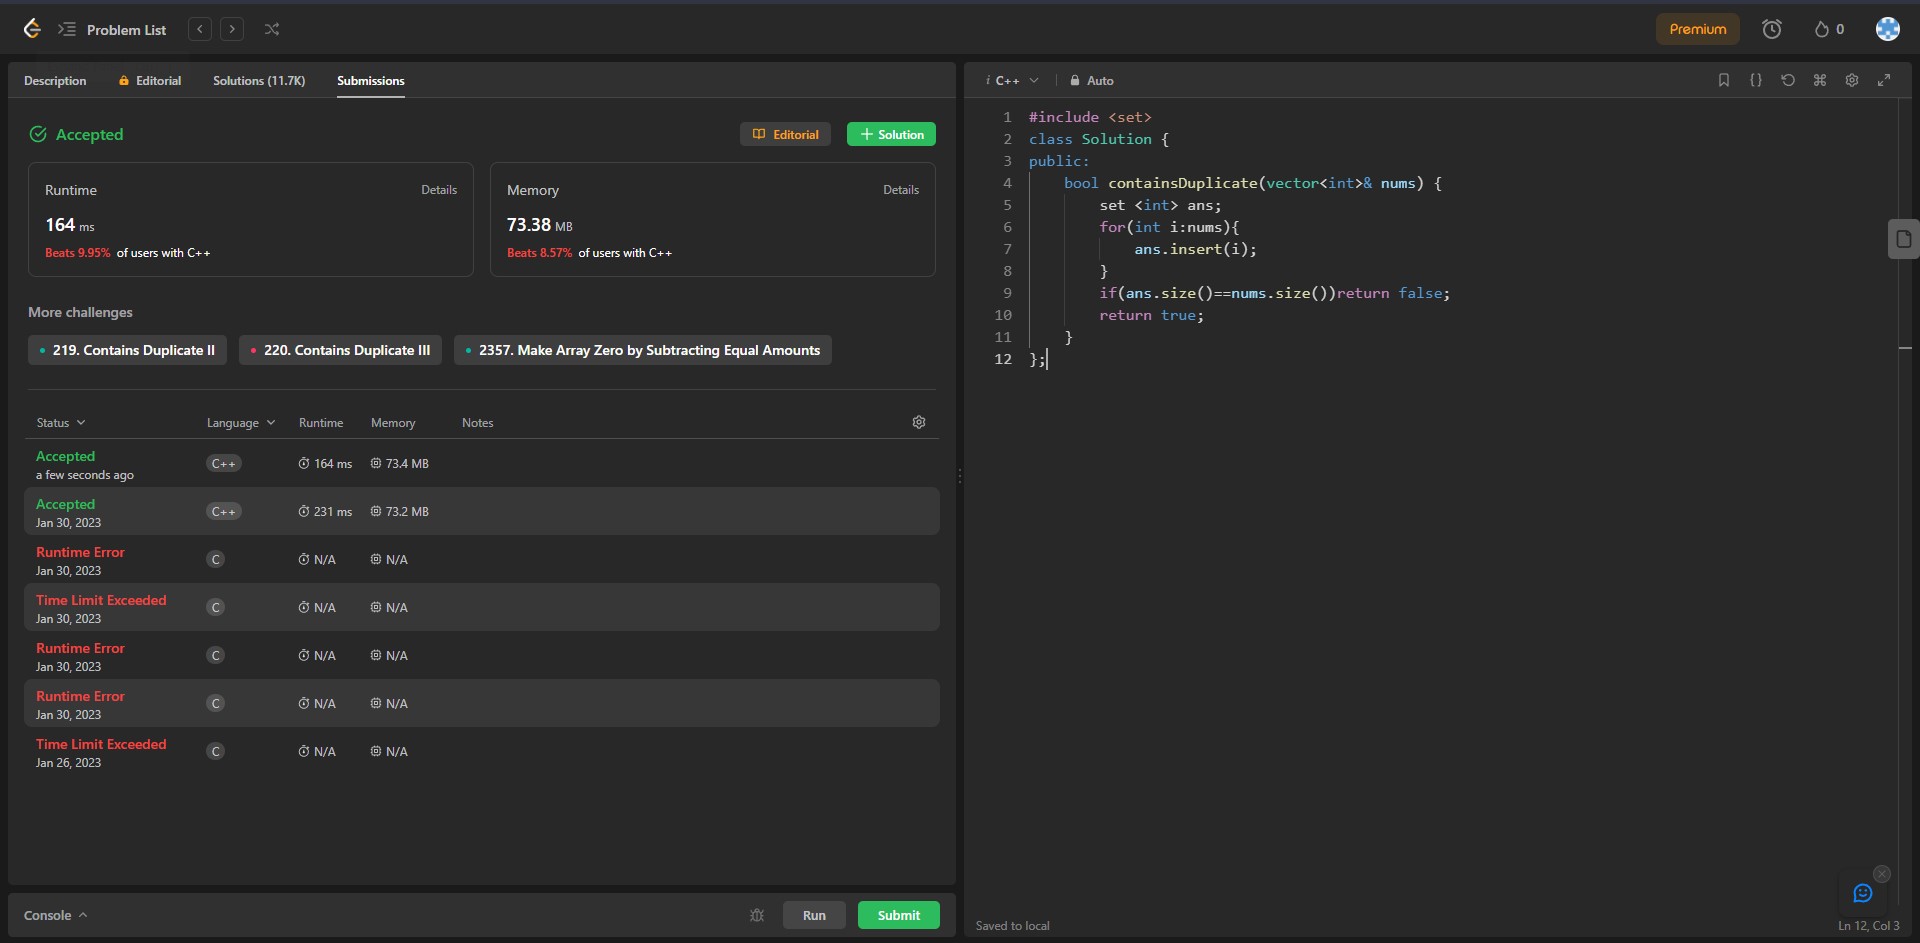 Problem List
Premium
0
Description
Editorial
Solutions (11.7K)
Submissions
Accepted
Editorial
Solution
Runtime
Details
164 ms
Beats 9.95% of users with C++
Memory
Details
73.38 MB
Beats 8.57% of users with C++
More challenges
219. Contains Duplicate II
220. Contains Duplicate III
2357. Make Array Zero by Subtracting Equal Amounts
Status Language Runtime Memory Notes
Accepted
a few seconds ago
C++ 164 ms 73.4 MB
Accepted
Jan 30, 2023
C++ 231 ms 73.2 MB
Runtime Error
Jan 30, 2023
C N/A N/A
Time Limit Exceeded
Jan 30, 2023
C N/A N/A
Runtime Error
Jan 30, 2023
C N/A N/A
Runtime Error
Jan 30, 2023
C N/A N/A
Time Limit Exceeded
Jan 26, 2023
C N/A N/A
Console
Run
Submit
i C++
Auto
{}
1 #include <set>
2 class Solution {
3 public:
4     bool containsDuplicate(vector<int>& nums) {
5         set <int> ans;
6         for(int i:nums){
7             ans.insert(i);
8         }
9         if(ans.size()==nums.size())return false;
10         return true;
11     }
12 };
Saved to local
Ln 12, Col 3